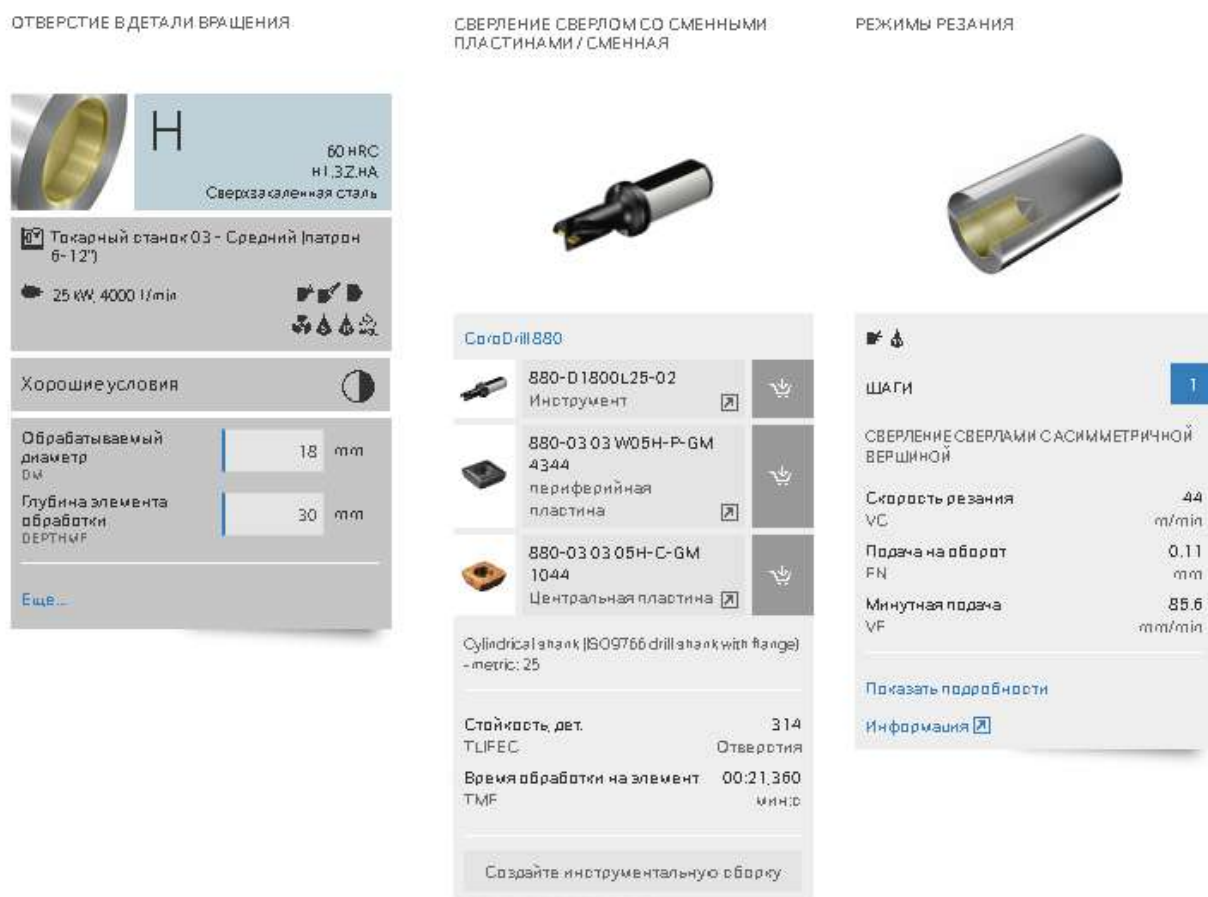 ОТВЕРСТИЕ В ДЕТАЛИ ВРАЩЕНИЯ
H
60 HRC
H1.3.Z.HA
Сверхзакаленная сталь
Токарный станок 03 - Средний (патрон
6-12")
25 kW, 4000 1/min
Хорошие условия
Обрабатываемый
диаметр
DM
18 mm
Глубина элемента
обработки
DEPTHMF
30 mm
Еще...
СВЕРЛЕНИЕ СВЕРЛОМ СО СМЕННЫМИ
ПЛАСТИНАМИ / СМЕННАЯ
CoroDrill 880
880-D1800L25-02
Инструмент
880-03 03 W05H-P-GM
4344
периферийная
пластина
880-03 03 05H-C-GM
1044
Центральная пластина
Cylindrical shank (ISO9766 drill shank with flange)
- metric: 25
Стойкость, дет. 314
TLIFEC Отверстия
Время обработки на элемент 00:21,360
TMF мин:с
Создайте инструментальную сборку
РЕЖИМЫ РЕЗАНИЯ
ШАГИ 1
СВЕРЛЕНИЕ СВЕРЛАМИ С АСИММЕТРИЧНОЙ
ВЕРШИНОЙ
Скорость резания 44
VC m/min
Подача на оборот 0,11
FN mm
Минутная подача 85.6
VF mm/min
Показать подробности
Информация